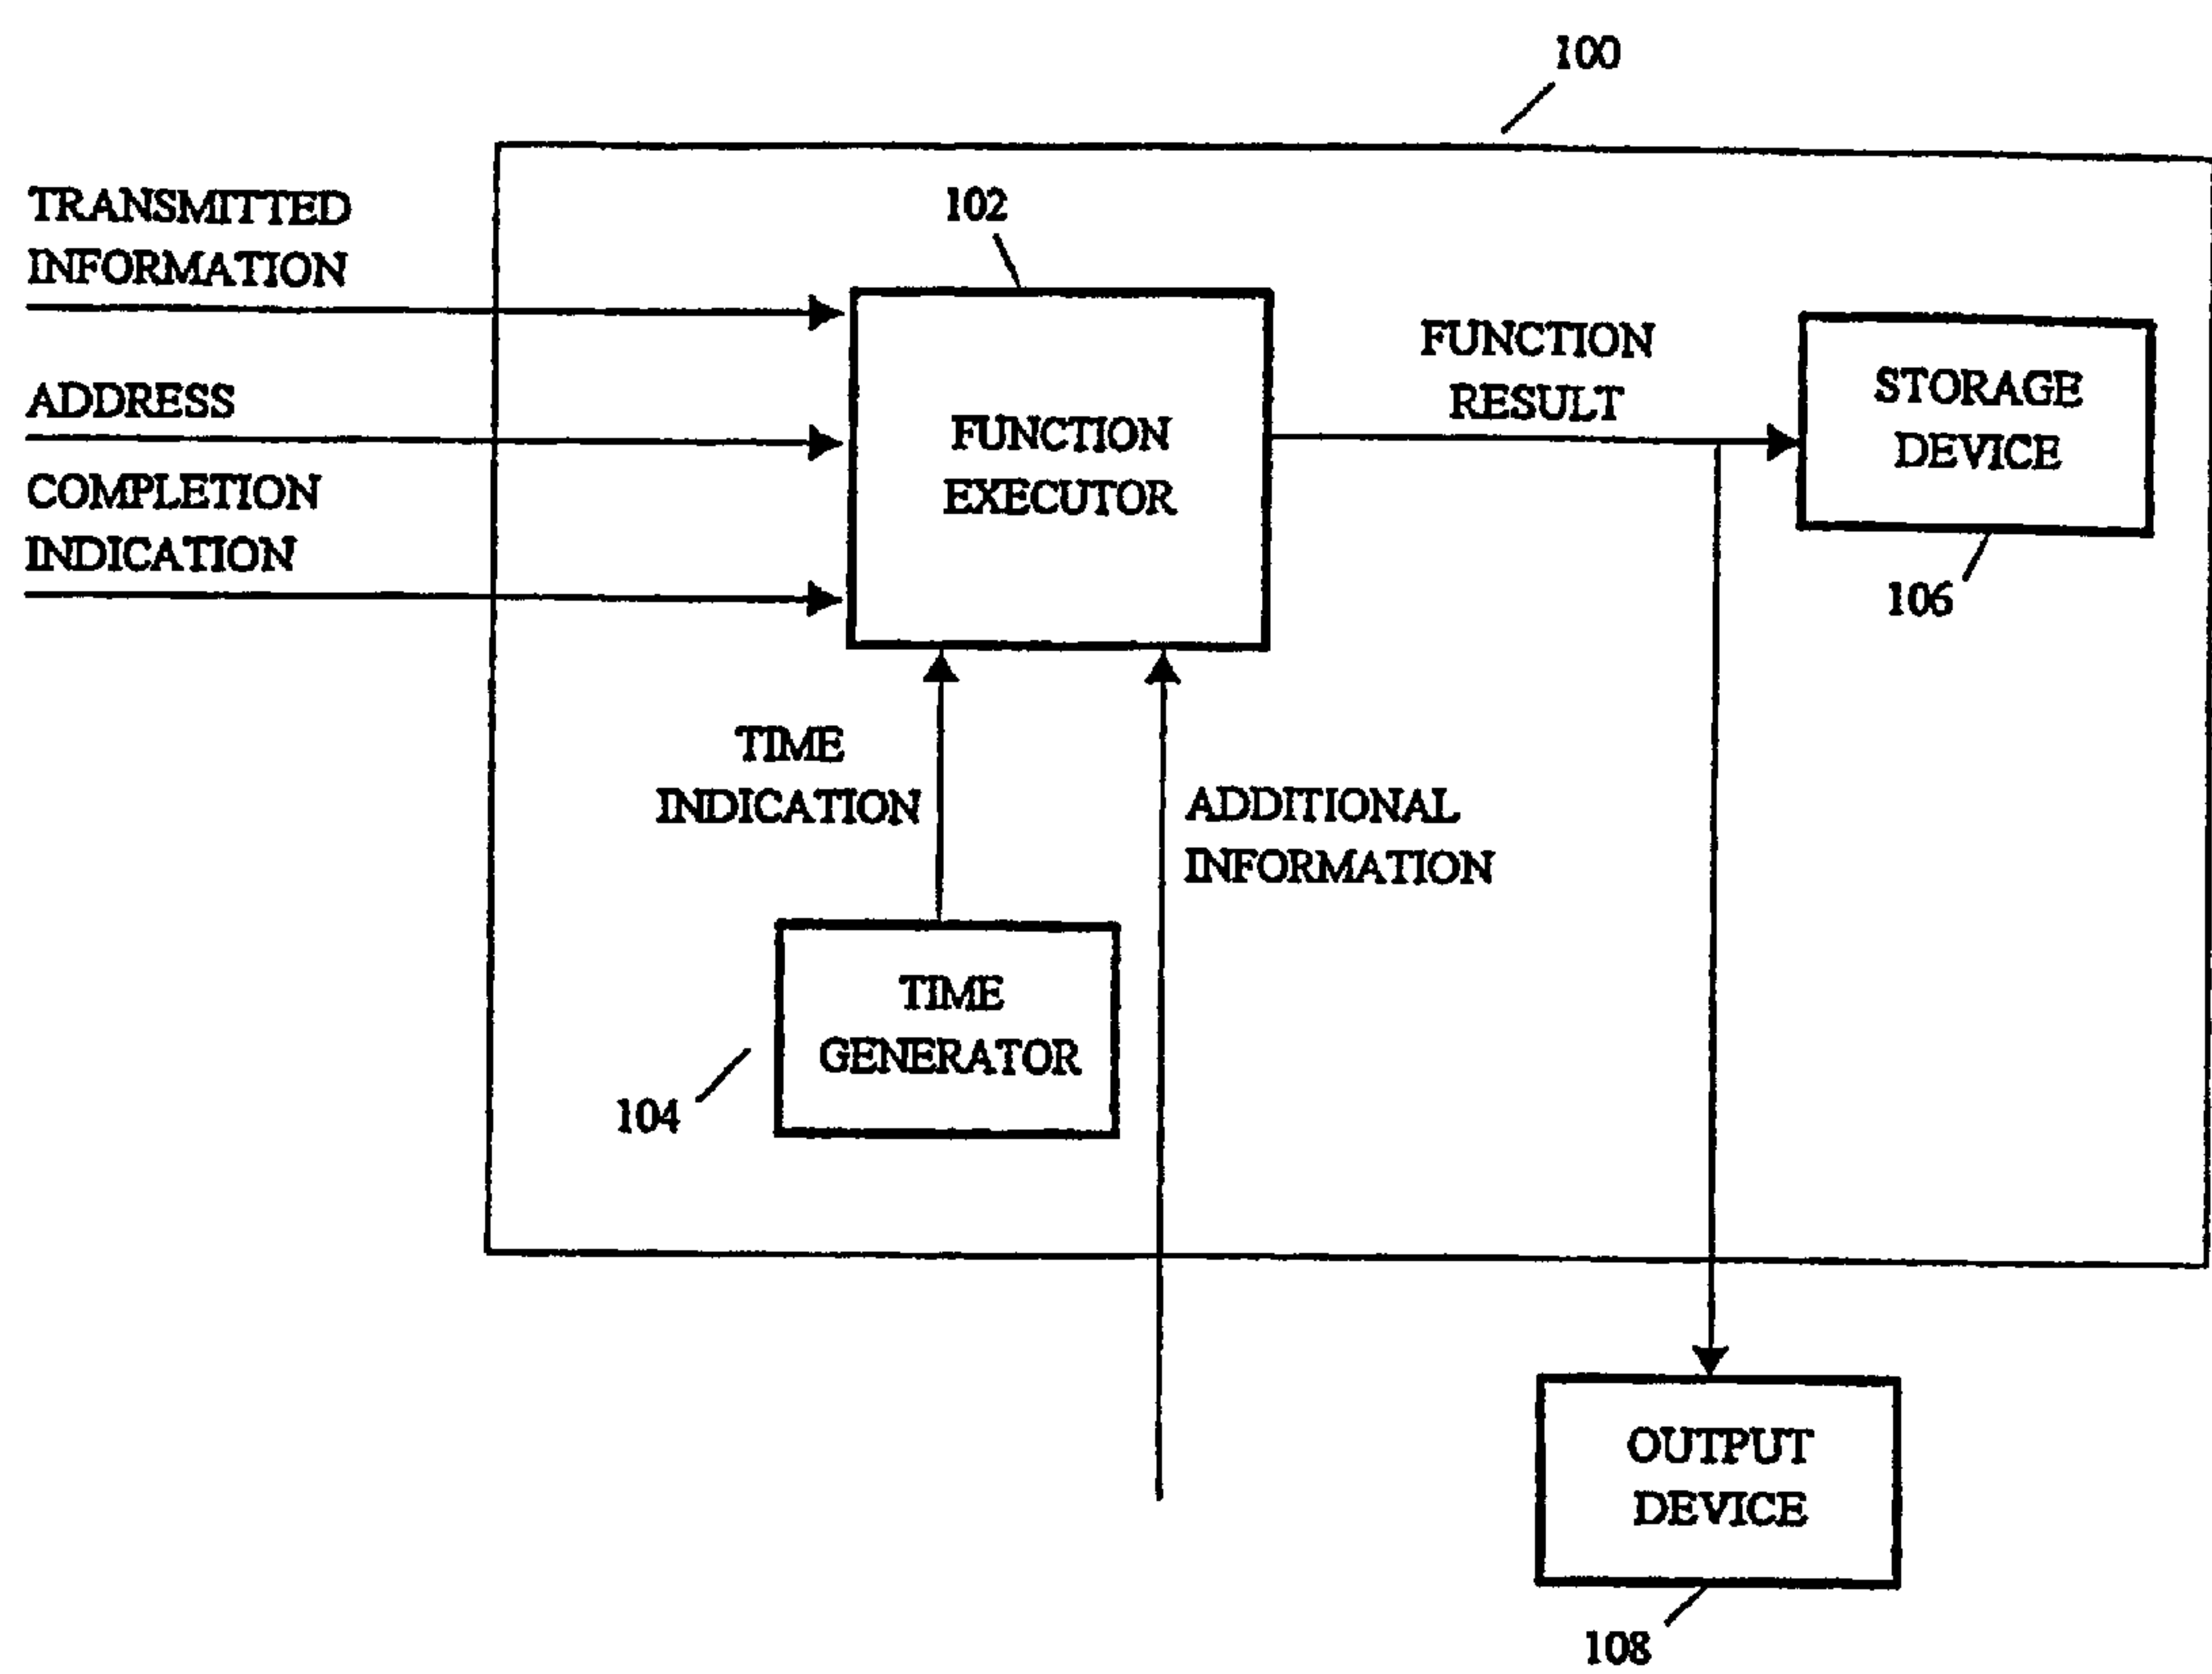 100
TRANSMITTED
INFORMATION
102
ADDRESS
COMPLETION
INDICATION
FUNCTION
EXECUTOR
FUNCTION
RESULT
STORAGE
DEVICE
106
TIME
INDICATION
ADDITIONAL
INFORMATION
TIME
GENERATOR
104
OUTPUT
DEVICE
108